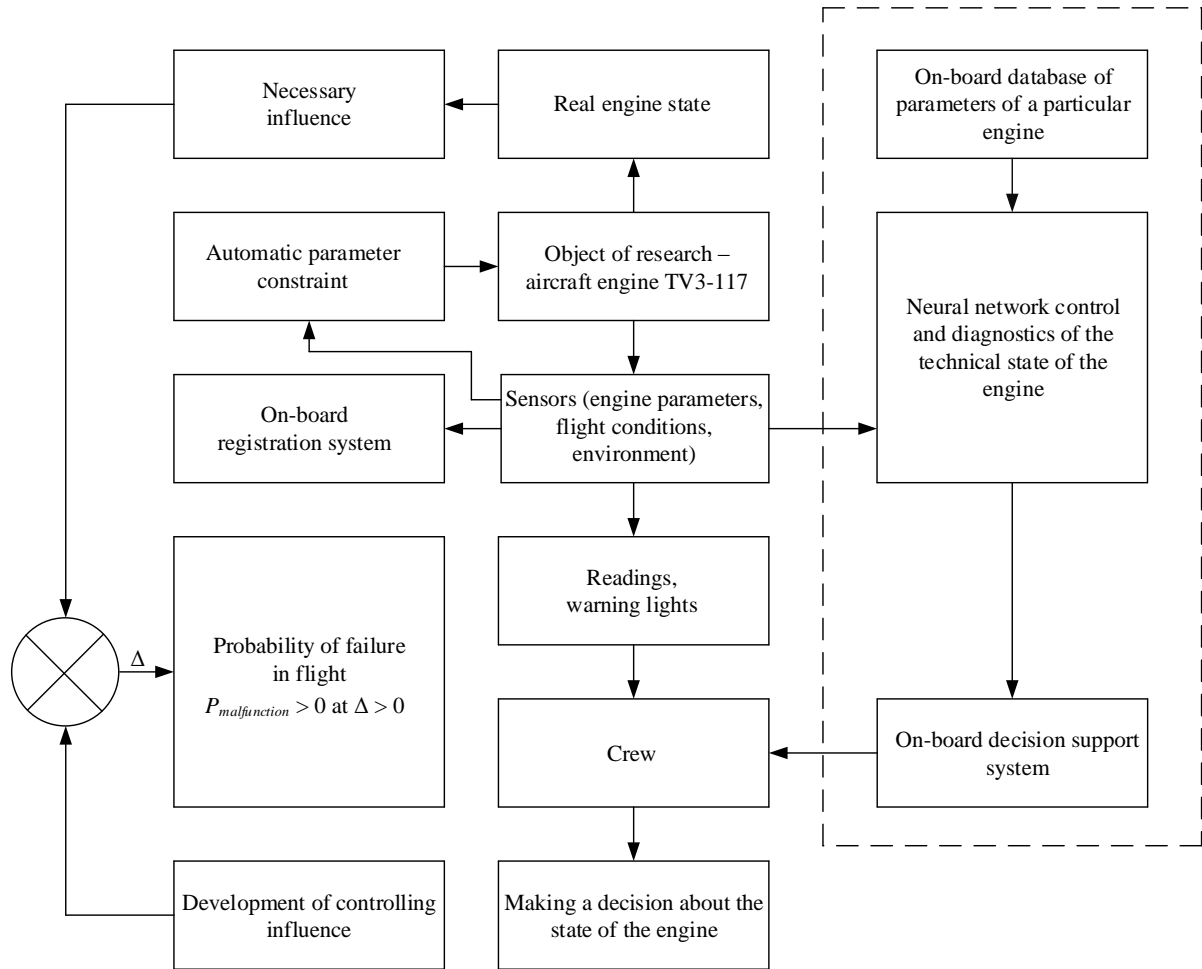 Necessary
influence
Real engine state
On-board database of
parameters of a particular
engine
Automatic parameter
constraint
Object of research –
aircraft engine TV3-117
Neural network control
and diagnostics of the
technical state of the
engine
On-board
registration system
Sensors (engine parameters,
flight conditions,
environment)
Readings,
warning lights
Δ
Probability of failure
in flight
P malfunction > 0 at Δ > 0
Crew
On-board decision support
system
Development of controlling
influence
Making a decision about the
state of the engine